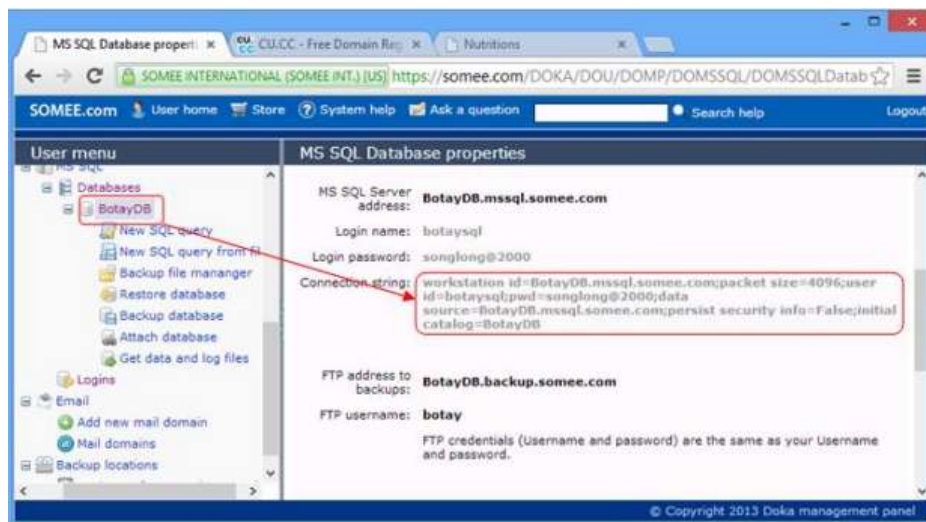 MS SQL Database propert
CU.CC - Free Domain Reg
Nutritions
SOMEE INTERNATIONAL (SOMEE INT.) [US] https://somee.com/DOKA/DOU/DOMP/DOMSSQL/DOMSSQLDatab
SOMEE.com User home Store System help Ask a question Search help Logout
User menu
MS SQL
Databases
BotayDB
New SQL query
New SQL query from fi
Backup file mananger
Restore database
Backup database
Attach database
Get data and log files
Logins
Email
Add new mail domain
Mail domains
Backup locations
MS SQL Database properties
MS SQL Server address: BotayDB.mssql.somee.com
Login name: botaysql
Login password: songlong@2000
Connection string: workstation id=BotayDB.mssql.somee.com;packet size=4096;user
id=botaysql;pwd=songlong@2000;data
source=BotayDB.mssql.somee.com;persist security info=False;initial
catalog=BotayDB
FTP address to backups: BotayDB.backup.somee.com
FTP username: botay
FTP credentials (Username and password) are the same as your Username
and password.
© Copyright 2013 Doka management panel